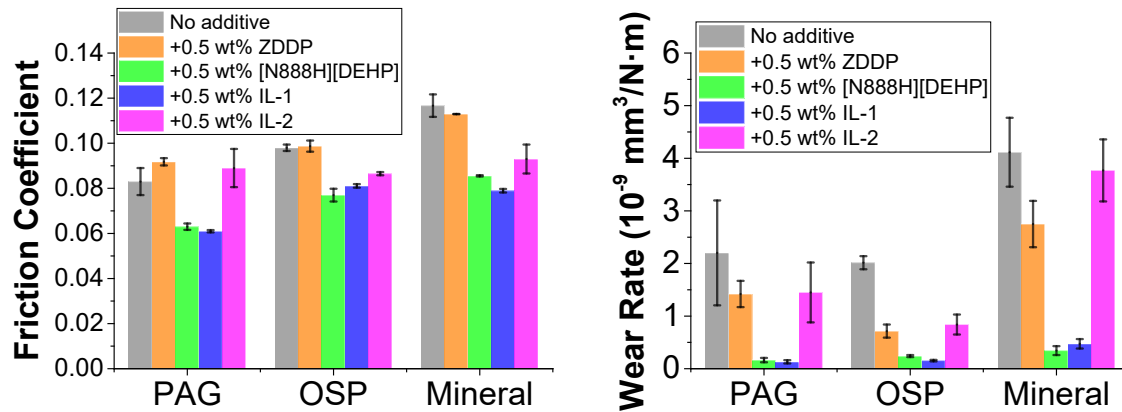 Friction Coefficient
0.14
0.12
0.10
0.08
0.06
0.04
0.02
0.00
No additive
+0.5 wt% ZDDP
+0.5 wt% [N888H][DEHP]
+0.5 wt% IL-1
+0.5 wt% IL-2
PAG OSP Mineral
Wear Rate (10⁻⁹ mm³/N·m)
6
5
4
3
2
1
0
No additive
+0.5 wt% ZDDP
+0.5 wt% [N888H][DEHP]
+0.5 wt% IL-1
+0.5 wt% IL-2
PAG OSP Mineral